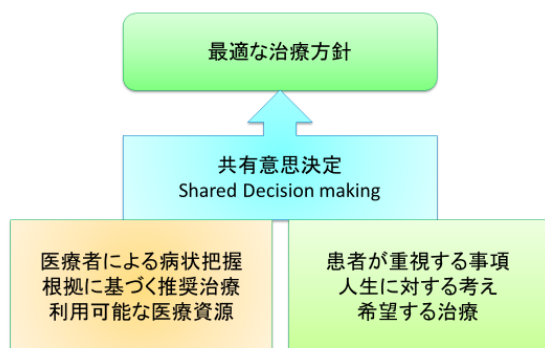 最適な治療方針
共有意思決定
Shared Decision making
医療者による病状把握
根拠に基づく推奨治療
利用可能な医療資源
患者が重視する事項
人生に対する考え
希望する治療